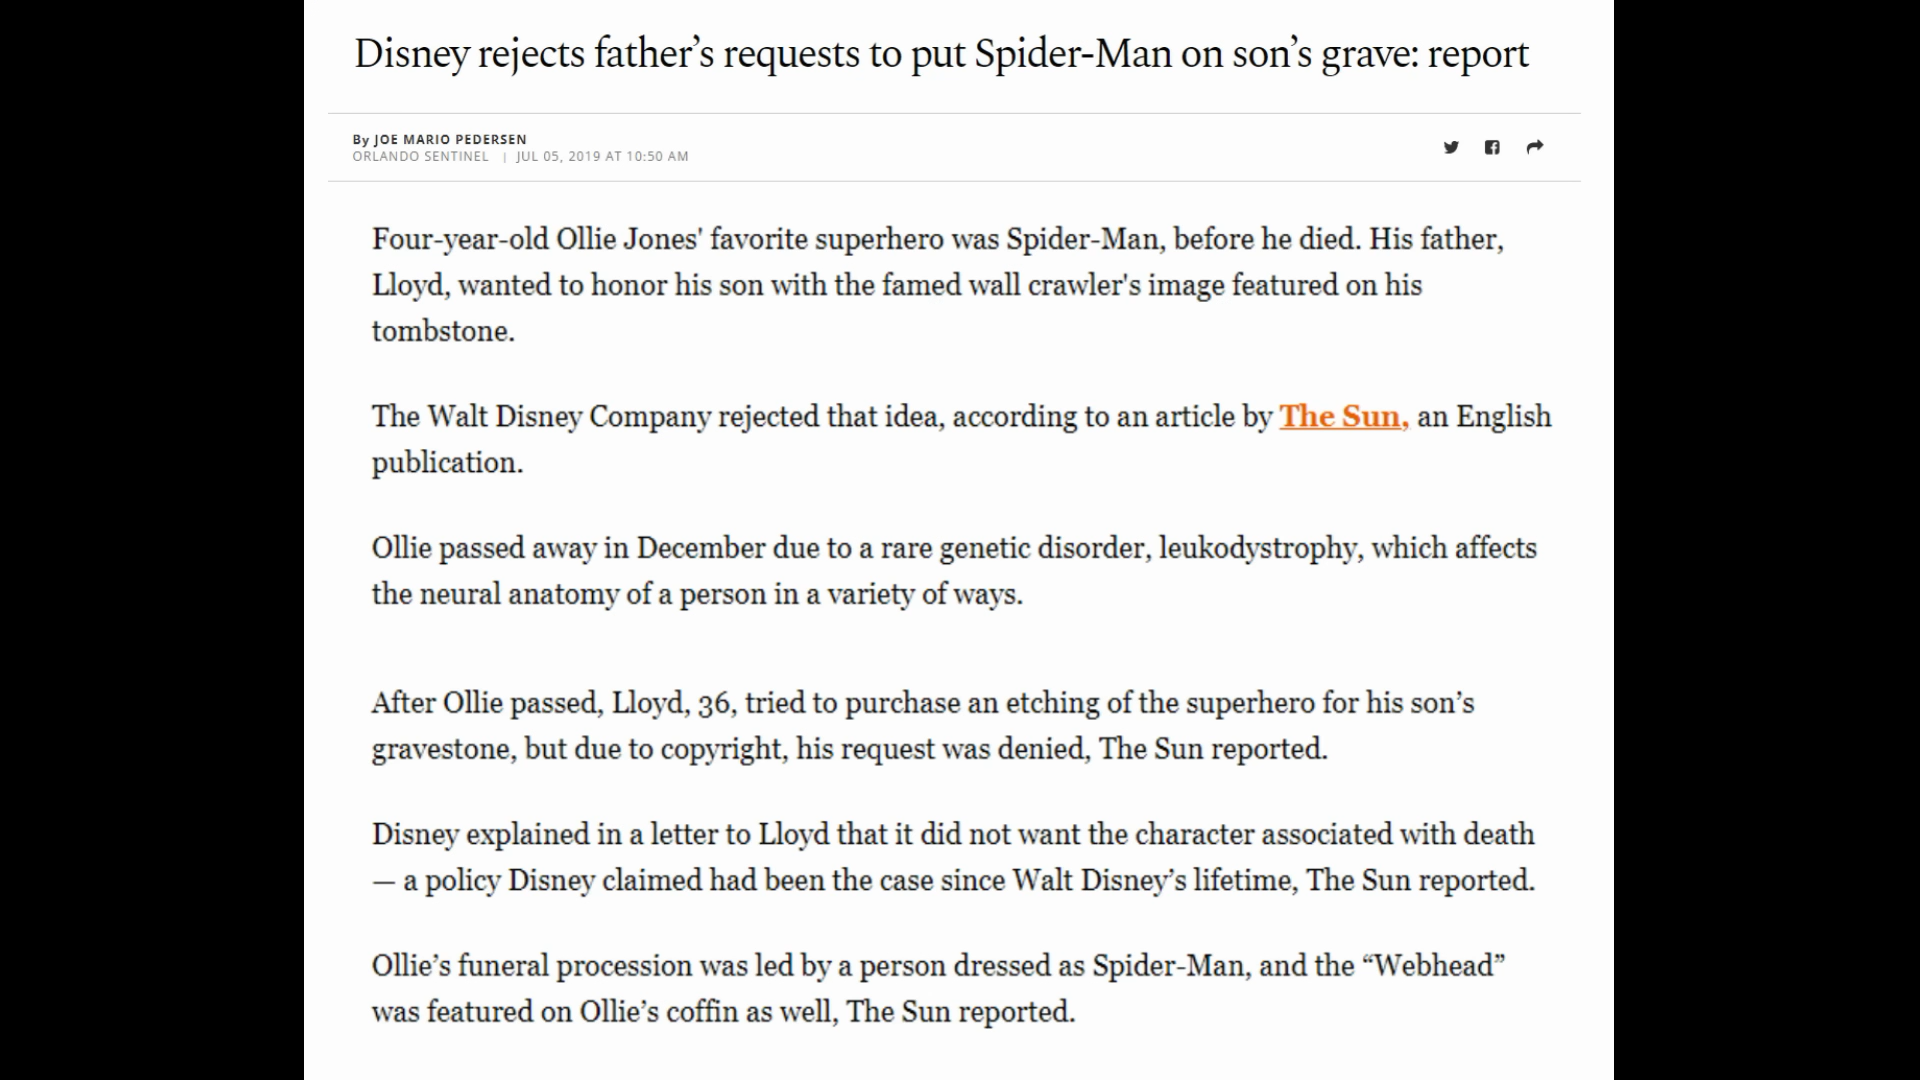 Disney rejects father’s requests to put Spider-Man on son’s grave: report
By JOE MARIO PEDERSEN
ORLANDO SENTINEL | JUL 05, 2019 AT 10:50 AM
Four-year-old Ollie Jones' favorite superhero was Spider-Man, before he died. His father,
Lloyd, wanted to honor his son with the famed wall crawler's image featured on his
tombstone.
The Walt Disney Company rejected that idea, according to an article by The Sun, an English
publication.
Ollie passed away in December due to a rare genetic disorder, leukodystrophy, which affects
the neural anatomy of a person in a variety of ways.
After Ollie passed, Lloyd, 36, tried to purchase an etching of the superhero for his son’s
gravestone, but due to copyright, his request was denied, The Sun reported.
Disney explained in a letter to Lloyd that it did not want the character associated with death
— a policy Disney claimed had been the case since Walt Disney’s lifetime, The Sun reported.
Ollie’s funeral procession was led by a person dressed as Spider-Man, and the “Webhead”
was featured on Ollie’s coffin as well, The Sun reported.